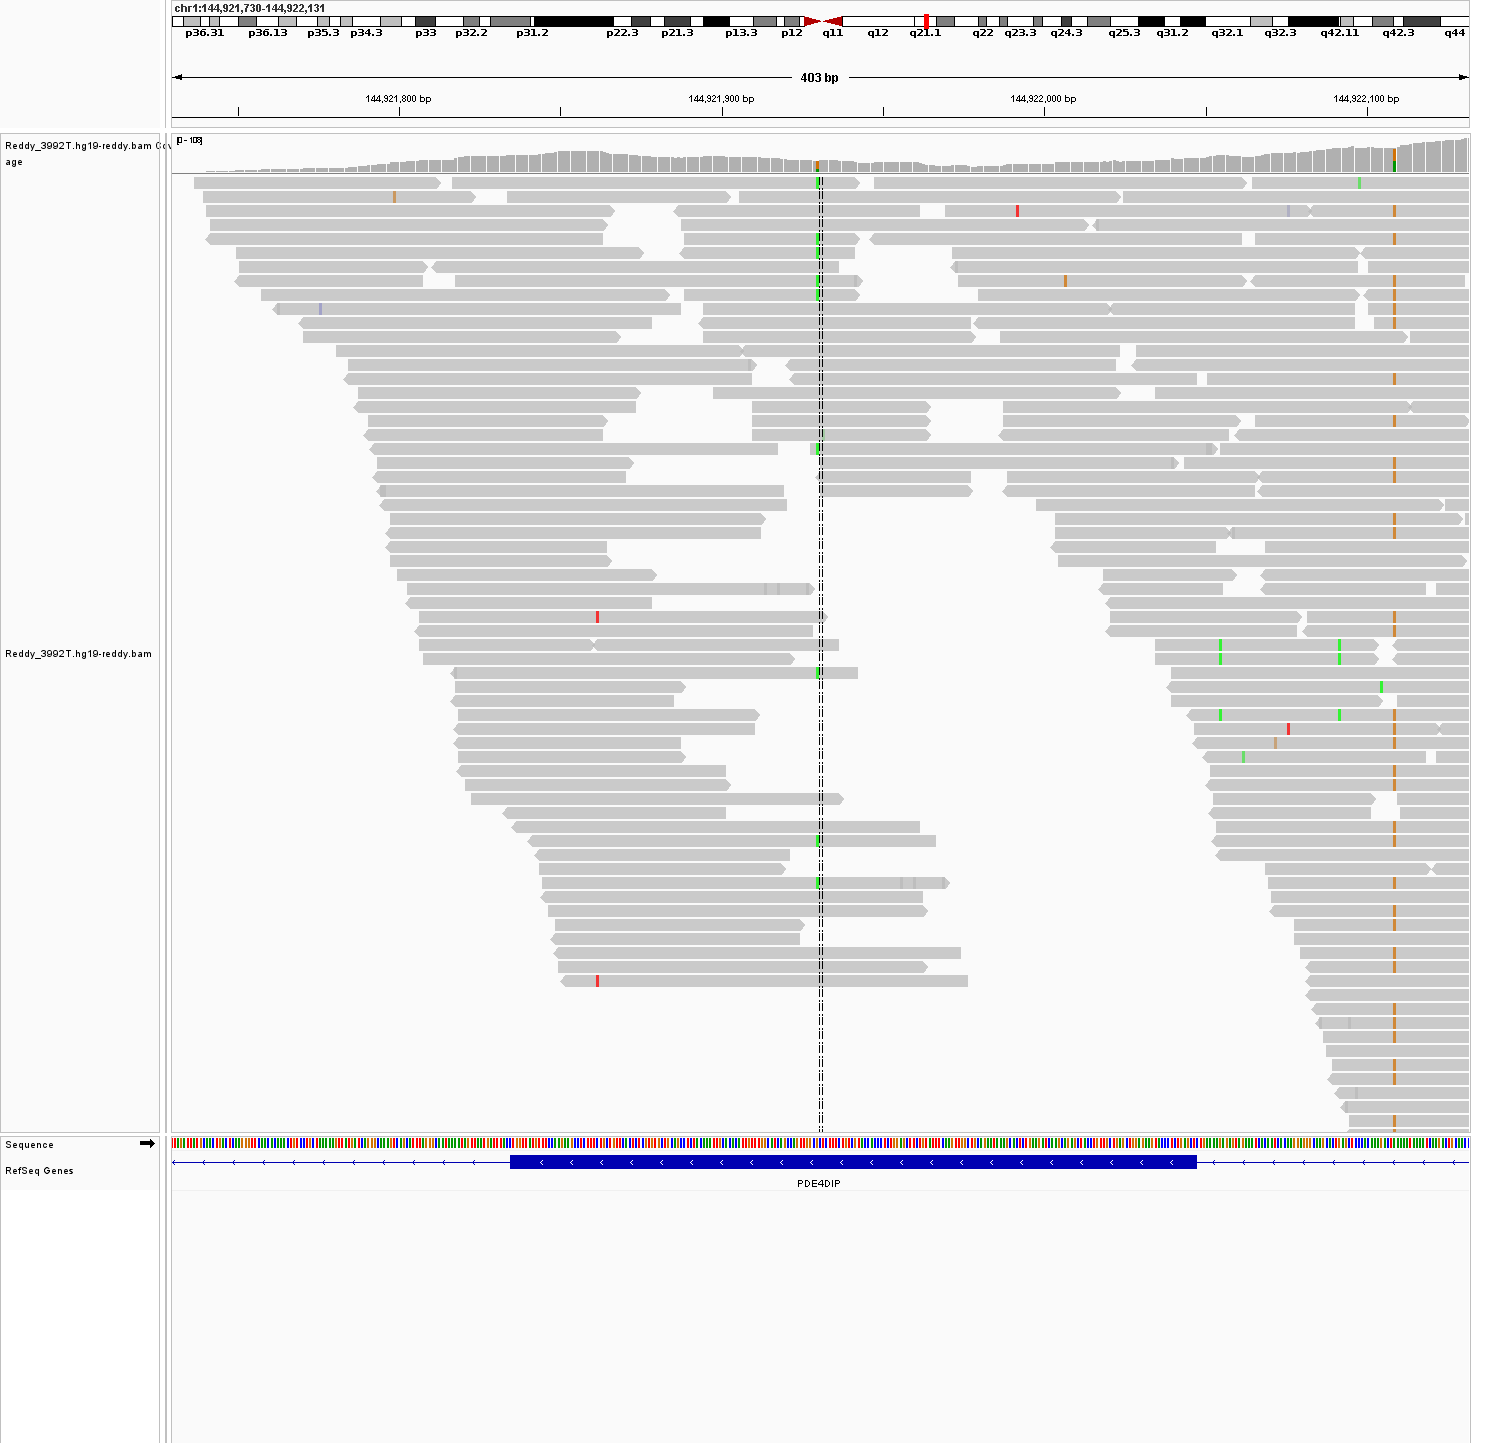 chr1:144,921,730-144,922,131
p36.31 p36.13 p35.3 p34.3 p33 p32.2 p31.2 p22.3 p21.3 p13.3 p12 q11 q12 q21.1 q22 q23.3 q24.3 q25.3 q31.2 q32.1 q32.3 q42.11 q42.3 q44
403 bp
144,921,800 bp 144,921,900 bp 144,922,000 bp 144,922,100 bp
[0 - 108]
Reddy_3992T.hg19-reddy.bam Cov
age
Reddy_3992T.hg19-reddy.bam
Sequence
RefSeq Genes
PDE4DIP